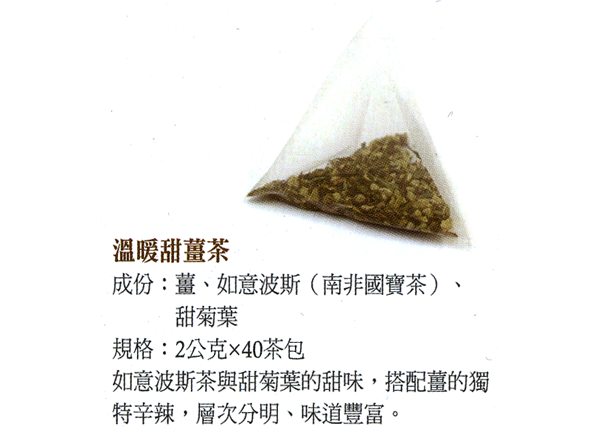 溫暖甜薑茶
成份：薑、如意波斯（南非國寶茶）、
甜菊葉
規格：2公克×40茶包
如意波斯茶與甜菊葉的甜味，搭配薑的獨
特辛辣，層次分明、味道豐富。